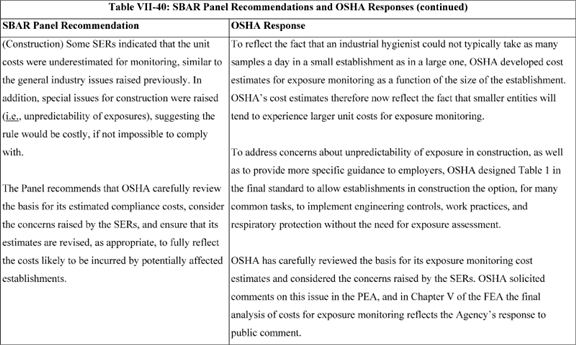 Table VII-40: SBAR Panel Recommendations and OSHA Responses (continued)
SBAR Panel Recommendation
OSHA Response
(Construction) Some SERs indicated that the unit
costs were underestimated for monitoring, similar to
the general industry issues raised previously. In
addition, special issues for construction were raised
(i.e., unpredictability of exposures), suggesting the
rule would be costly, if not impossible to comply
with.
The Panel recommends that OSHA carefully review
the basis for its estimated compliance costs, consider
the concerns raised by the SERs, and ensure that its
estimates are revised, as appropriate, to fully reflect
the costs likely to be incurred by potentially affected
establishments.
To reflect the fact that an industrial hygienist could not typically take as many
samples a day in a small establishment as in a large one, OSHA developed cost
estimates for exposure monitoring as a function of the size of the establishment.
OSHA's cost estimates therefore now reflect the fact that smaller entities will
tend to experience larger unit costs for exposure monitoring.
To address concerns about unpredictability of exposure in construction, as well
as to provide more specific guidance to employers, OSHA designed Table 1 in
the final standard to allow establishments in construction the option, for many
common tasks, to implement engineering controls, work practices, and
respiratory protection without the need for exposure assessment.
OSHA has carefully reviewed the basis for its exposure monitoring cost
estimates and considered the concerns raised by the SERs. OSHA solicited
comments on this issue in the PEA, and in Chapter V of the FEA the final
analysis of costs for exposure monitoring reflects the Agency's response to
public comment.